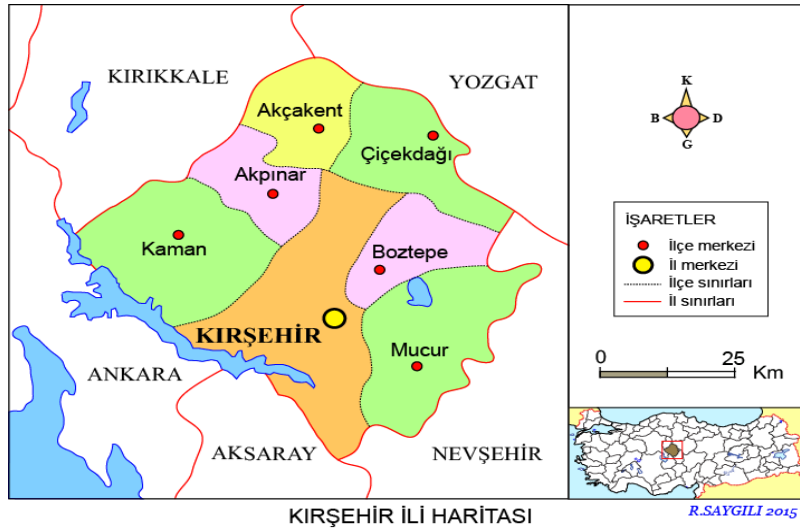 KIRIKKALE
YOZGAT
Akçakent
Çiçekdağı
Akpınar
Kaman
Boztepe
KIRŞEHİR
Mucur
ANKARA
AKSARAY
NEVŞEHİR
K
B D
G
İŞARETLER
İlçe merkezi
İl merkezi
İlçe sınırları
İl sınırları
0 25
Km
KIRŞEHİR İLİ HARİTASI
R.SAYGILI 2015